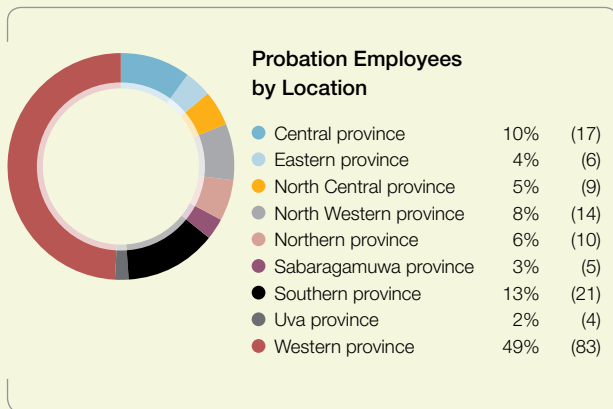 Probation Employees
by Location
Central province 10% (17)
Eastern province 4% (6)
North Central province 5% (9)
North Western province 8% (14)
Northern province 6% (10)
Sabaragamuwa province 3% (5)
Southern province 13% (21)
Uva province 2% (4)
Western province 49% (83)